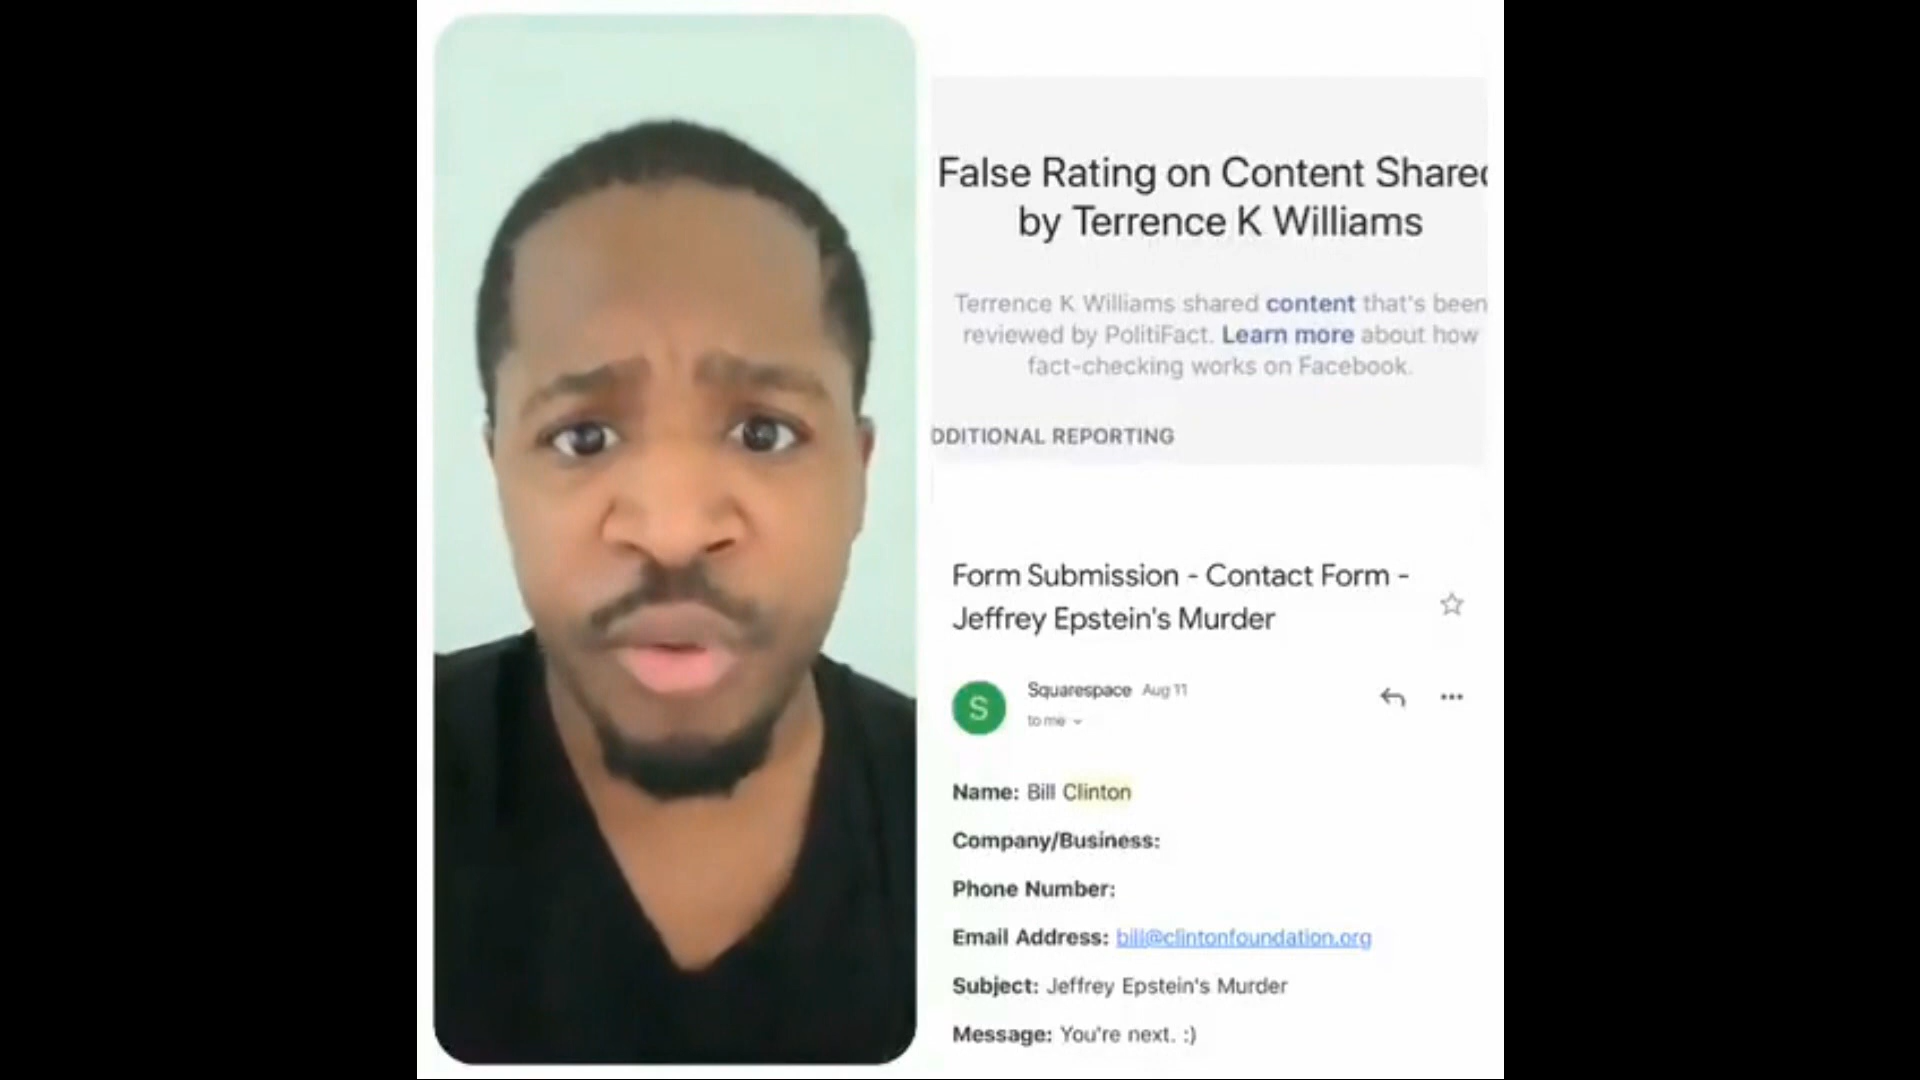 False Rating on Content Shared
by Terrence K Williams
Terrence K Williams shared content that's been
reviewed by PolitiFact. Learn more about how
fact-checking works on Facebook.
DDITIONAL REPORTING
Form Submission - Contact Form -
Jeffrey Epstein's Murder
S
Squarespace Aug 11
to me
Name: Bill Clinton
Company/Business:
Phone Number:
Email Address: bill@clintonfoundation.org
Subject: Jeffrey Epstein's Murder
Message: You're next. :)